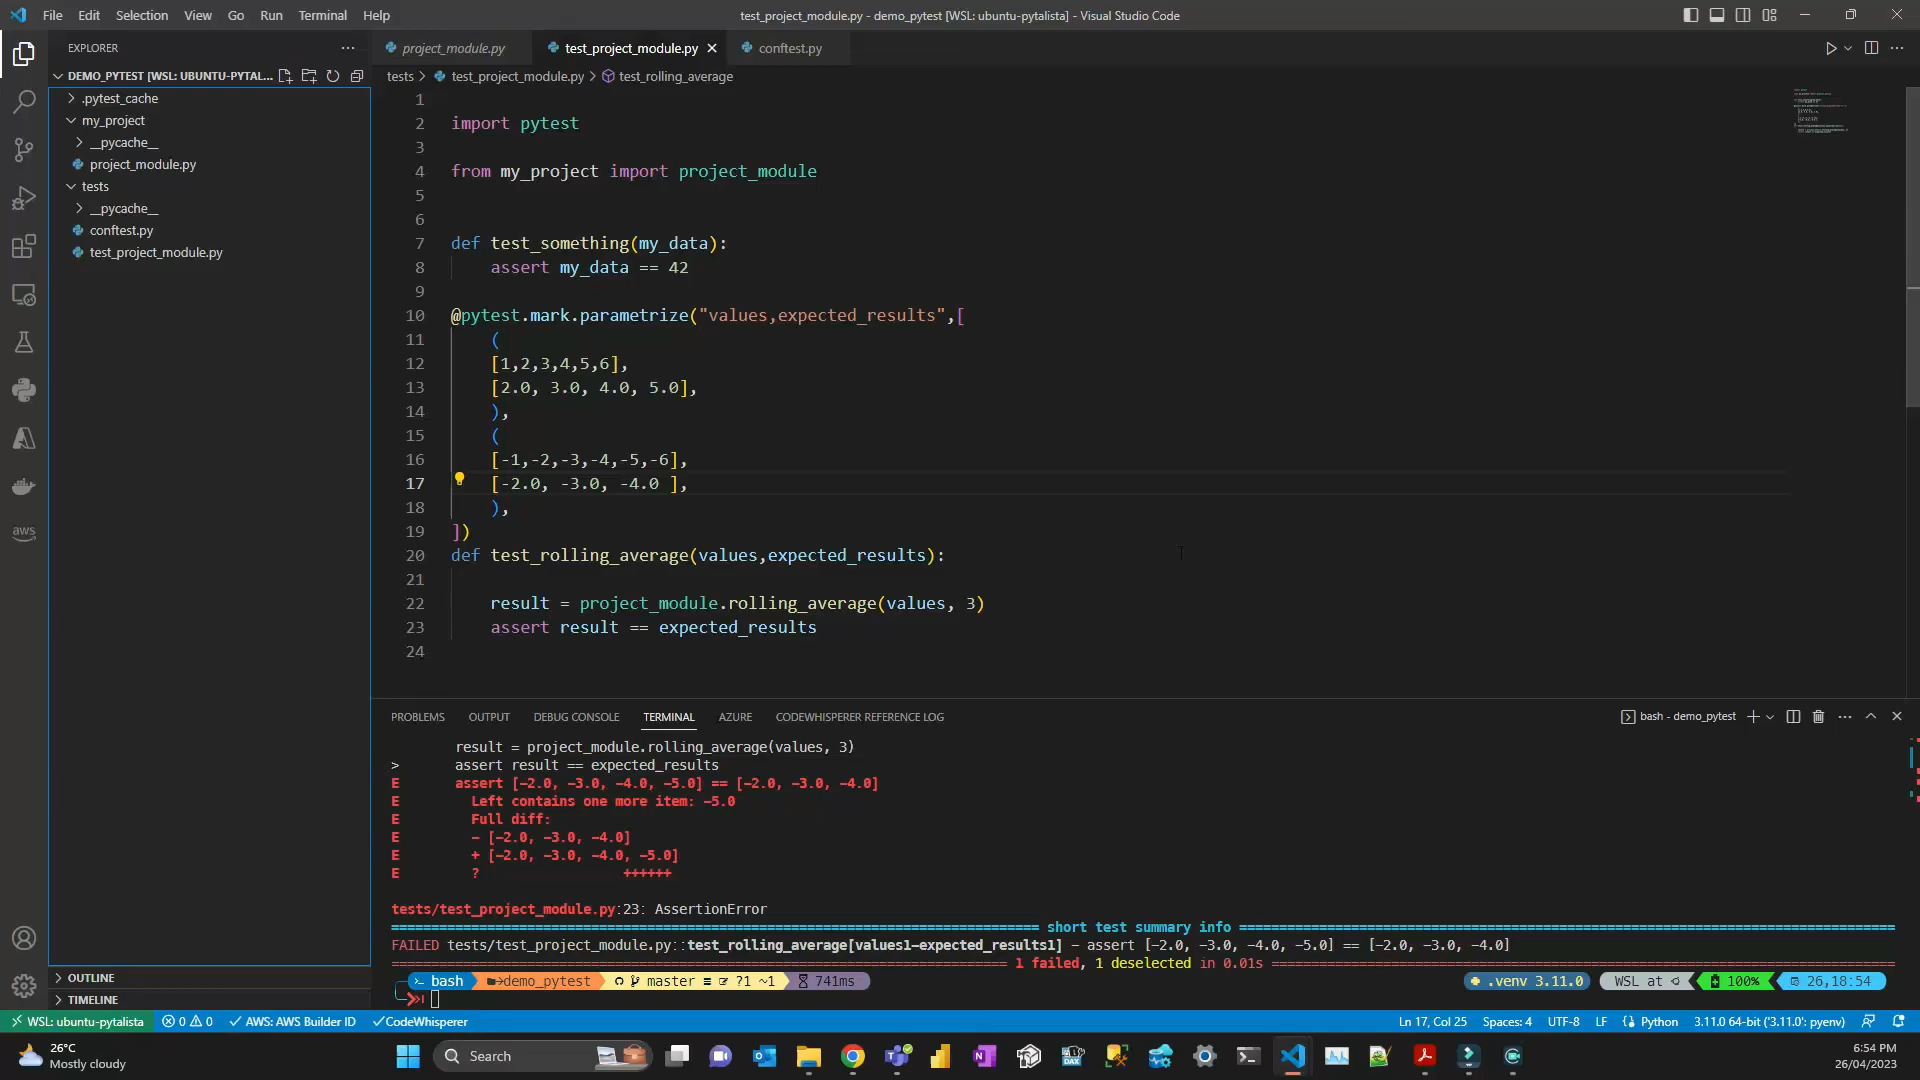 File Edit Selection View Go Run Terminal Help
test_project_module.py - demo_pytest [WSL: ubuntu-pytalista] - Visual Studio Code
EXPLORER
DEMO_PYTEST [WSL: UBUNTU-PYTAL...
.pytest_cache
my_project
__pycache__
project_module.py
tests
__pycache__
conftest.py
test_project_module.py
OUTLINE
TIMELINE
aws
project_module.py test_project_module.py conftest.py
tests > test_project_module.py > test_rolling_average
1
2 import pytest
3
4 from my_project import project_module
5
6
7 def test_something(my_data):
8 assert my_data == 42
9
10 @pytest.mark.parametrize("values,expected_results",[
11 (
12 [1,2,3,4,5,6],
13 [2.0, 3.0, 4.0, 5.0],
14 ),
15 (
16 [-1,-2,-3,-4,-5,-6],
17 [-2.0, -3.0, -4.0 ],
18 ),
19 ])
20 def test_rolling_average(values,expected_results):
21
22 result = project_module.rolling_average(values, 3)
23 assert result == expected_results
24
PROBLEMS OUTPUT DEBUG CONSOLE TERMINAL AZURE CODEWHISPERER REFERENCE LOG
bash - demo_pytest
result = project_module.rolling_average(values, 3)
> assert result == expected_results
E assert [-2.0, -3.0, -4.0, -5.0] == [-2.0, -3.0, -4.0]
E Left contains one more item: -5.0
E Full diff:
E - [-2.0, -3.0, -4.0]
E + [-2.0, -3.0, -4.0, -5.0]
E ? ++++++
tests/test_project_module.py:23: AssertionError
short test summary info
FAILED tests/test_project_module.py::test_rolling_average[values1-expected_results1] - assert [-2.0, -3.0, -4.0, -5.0] == [-2.0, -3.0, -4.0]
1 failed, 1 deselected in 0.01s
bash demo_pytest master ≡ ?1 ~1 741ms
.venv 3.11.0 WSL at 100% 26,18:54
WSL: ubuntu-pytalista 0 0 AWS: AWS Builder ID CodeWhisperer
Ln 17, Col 25 Spaces: 4 UTF-8 LF Python 3.11.0 64-bit ('3.11.0': pyenv)
26°C
Mostly cloudy
Search
DAX
6:54 PM
26/04/2023